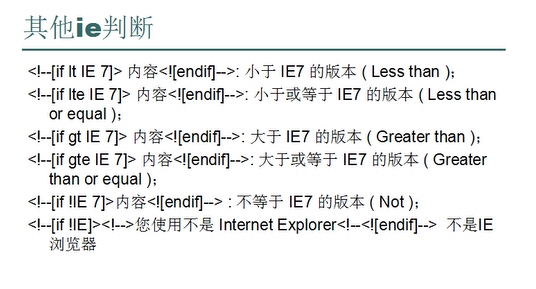 其他ie判断
<!--[if lt IE 7]> 内容<![endif]-->: 小于 IE7 的版本 ( Less than );
<!--[if lte IE 7]> 内容<![endif]-->: 小于或等于 IE7 的版本 ( Less than
or equal );
<!--[if gt IE 7]> 内容<![endif]-->: 大于 IE7 的版本 ( Greater than );
<!--[if gte IE 7]> 内容<![endif]-->: 大于或等于 IE7 的版本 ( Greater
than or equal );
<!--[if !IE 7]>内容<![endif]--> : 不等于 IE7 的版本 ( Not );
<!--[if !IE]><!-->您使用不是 Internet Explorer<!--<![endif]--> 不是IE
浏览器